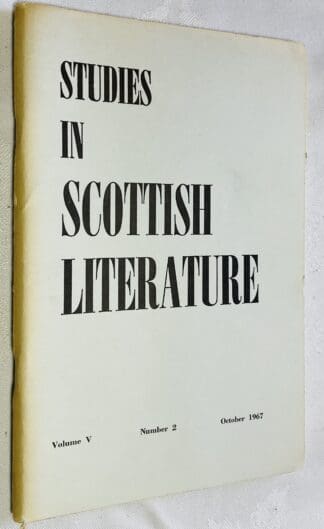 STUDIES
IN
SCOTTISH
LITERATURE
Volume V Number 2 October 1967